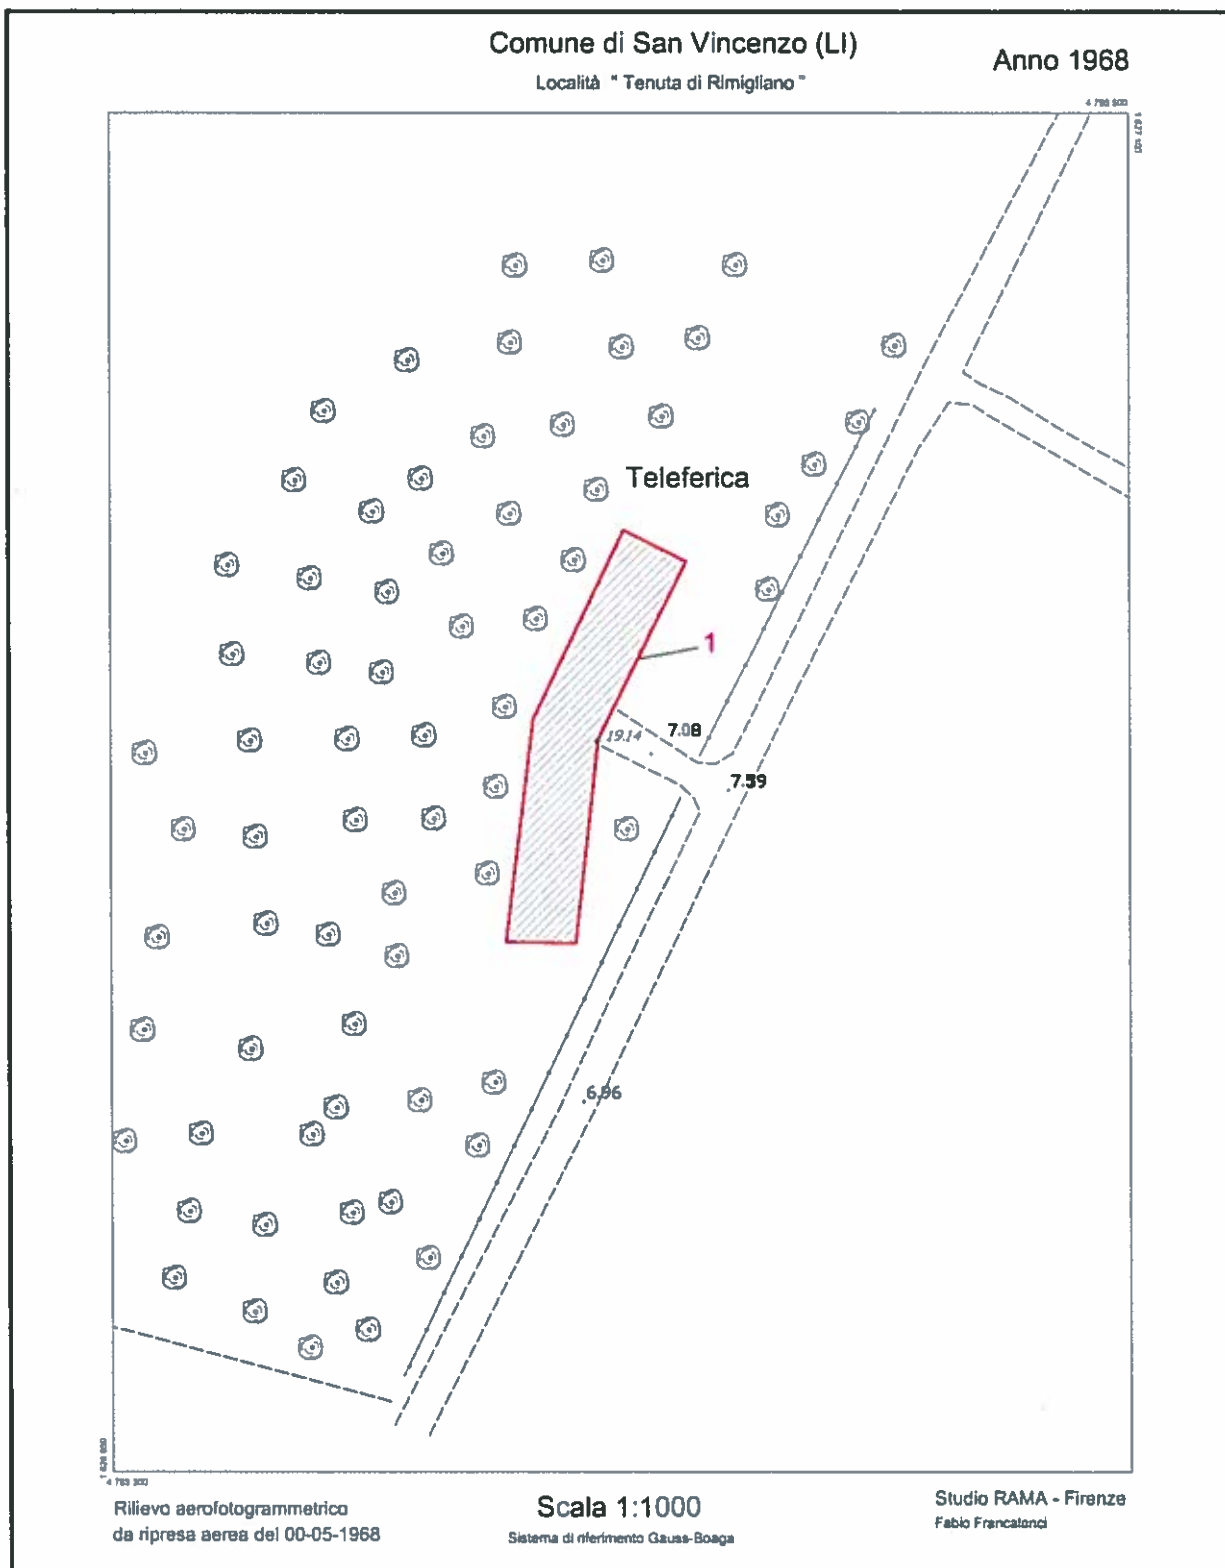 Comune di San Vincenzo (LI)
Anno 1968
Località " Tenuta di Rimigliano "
Teleferica
1
7.08
19.14
6.96
Rilievo aerofotogrammetrico
da ripresa aerea del 00-05-1968
Scala 1:1000
Sistema di riferimento Gauss-Boaga
Studio RAMA - Firenze
Fabio Francalanci